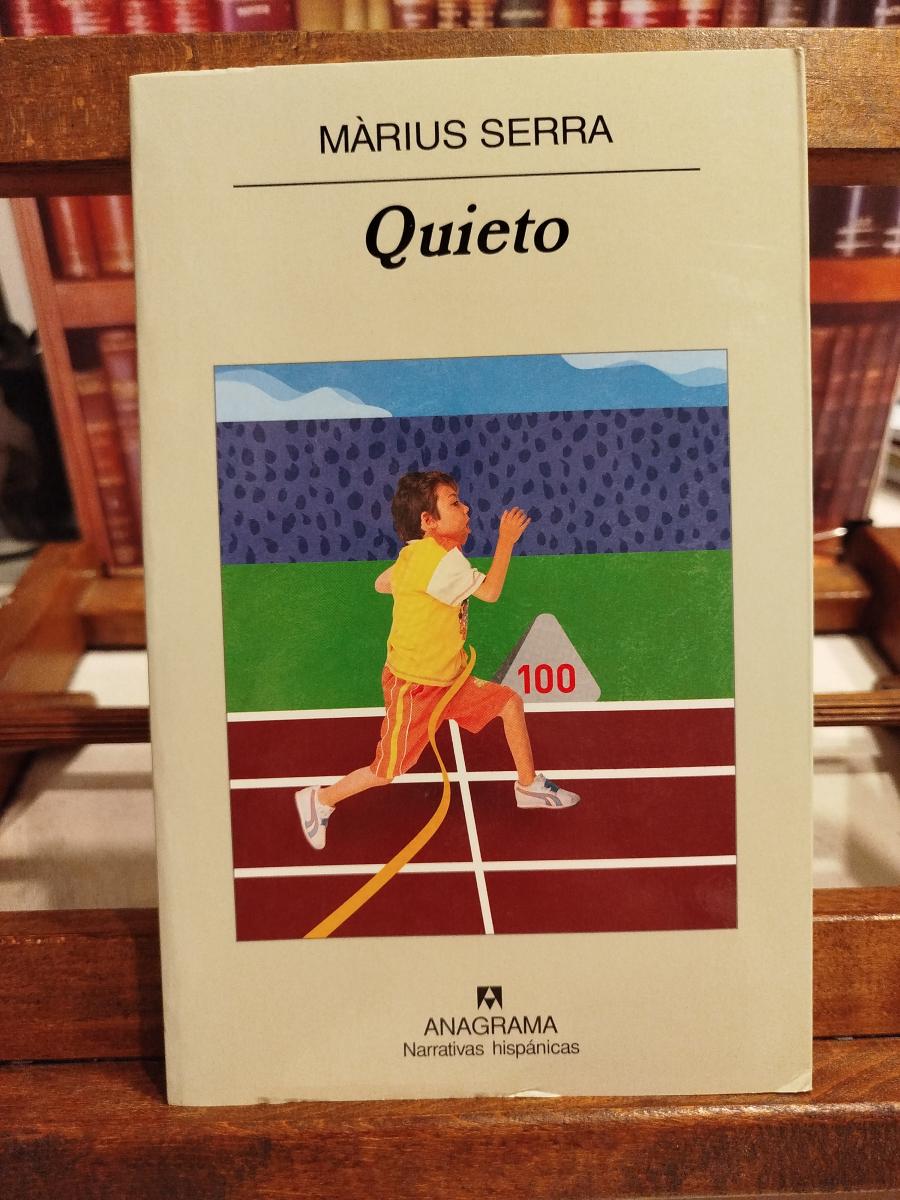 MÀRIUS SERRA
Quieto
100
ANAGRAMA
Narrativas hispánicas